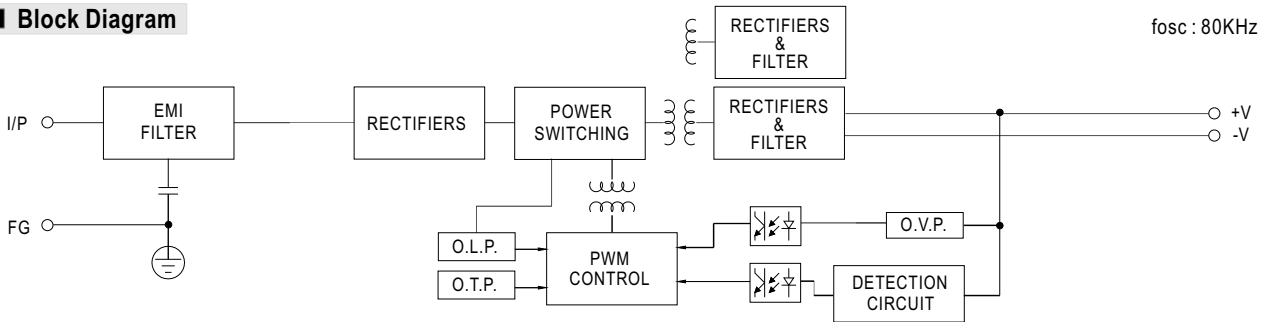 Block Diagram
fosc : 80KHz
RECTIFIERS
&
FILTER
I/P
EMI
FILTER
RECTIFIERS
POWER
SWITCHING
RECTIFIERS
&
FILTER
+V
-V
FG
O.L.P.
O.T.P.
PWM
CONTROL
O.V.P.
DETECTION
CIRCUIT